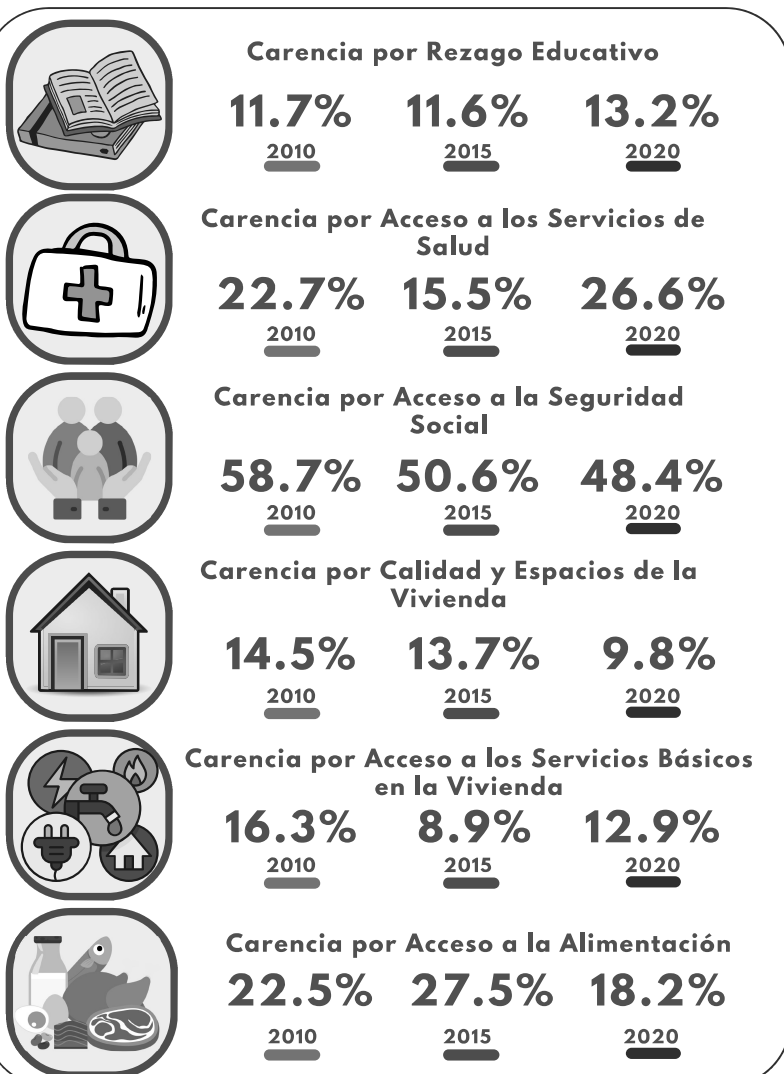 Carencia por Rezago Educativo
11.7% 11.6% 13.2%
2010 2015 2020
Carencia por Acceso a los Servicios de
Salud
22.7% 15.5% 26.6%
2010 2015 2020
Carencia por Acceso a la Seguridad
Social
58.7% 50.6% 48.4%
2010 2015 2020
Carencia por Calidad y Espacios de la
Vivienda
14.5% 13.7% 9.8%
2010 2015 2020
Carencia por Acceso a los Servicios Básicos
en la Vivienda
16.3% 8.9% 12.9%
2010 2015 2020
Carencia por Acceso a la Alimentación
22.5% 27.5% 18.2%
2010 2015 2020